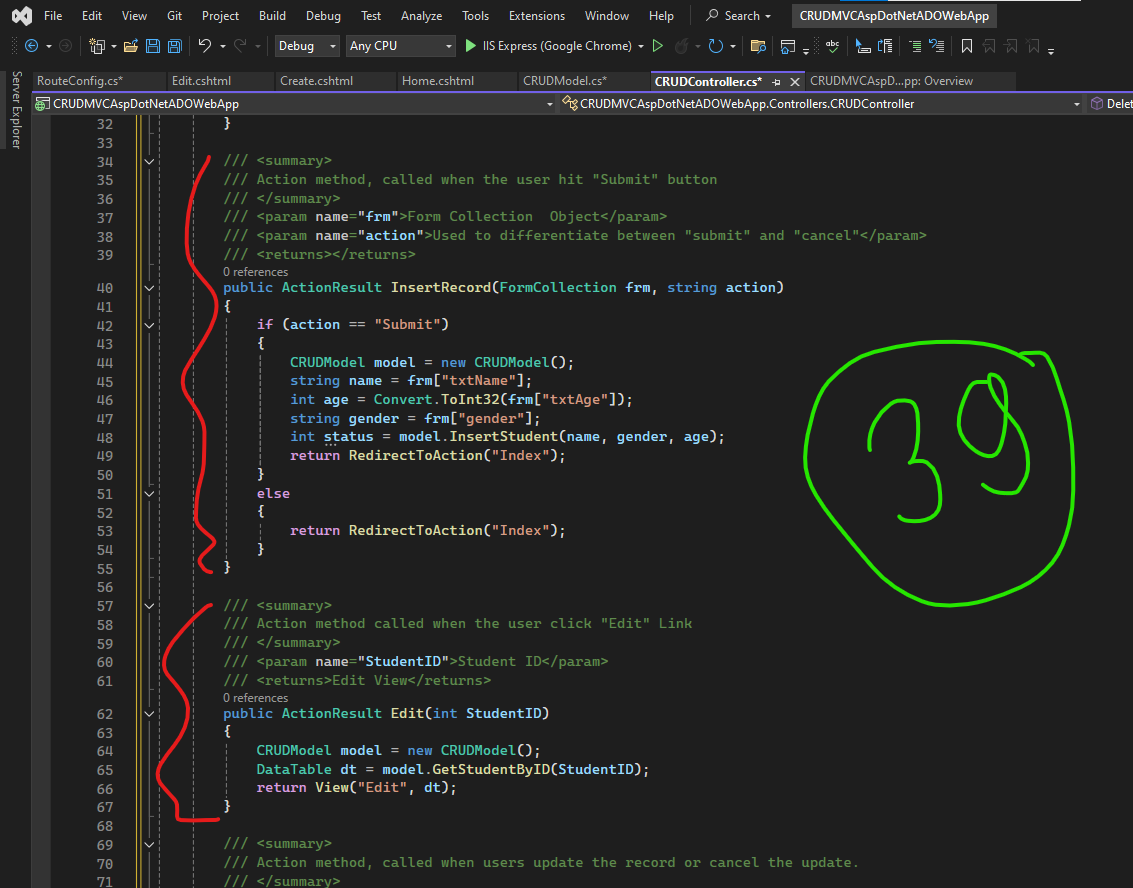 File Edit View Git Project Build Debug Test Analyze Tools Extensions Window Help Search CRUDMVCAspDotNetADOWebApp
Debug Any CPU IIS Express (Google Chrome)
RouteConfig.cs* Edit.cshtml Create.cshtml Home.cshtml CRUDModel.cs* CRUDController.cs* CRUDMVCAspD...pp: Overview
Server Explorer
CRUDMVCAspDotNetADOWebApp CRUDMVCAspDotNetADOWebApp.Controllers.CRUDController Delet
32 }
33
34 /// <summary>
35 /// Action method, called when the user hit "Submit" button
36 /// </summary>
37 /// <param name="frm">Form Collection  Object</param>
38 /// <param name="action">Used to differentiate between "submit" and "cancel"</param>
39 /// <returns></returns>
0 references
40 public ActionResult InsertRecord(FormCollection frm, string action)
41 {
42 if (action == "Submit")
43 {
44 CRUDModel model = new CRUDModel();
45 string name = frm["txtName"];
46 int age = Convert.ToInt32(frm["txtAge"]);
47 string gender = frm["gender"];
48 int status = model.InsertStudent(name, gender, age);
49 return RedirectToAction("Index");
50 }
51 else
52 {
53 return RedirectToAction("Index");
54 }
55 }
56
57 /// <summary>
58 /// Action method called when the user click "Edit" Link
59 /// </summary>
60 /// <param name="StudentID">Student ID</param>
61 /// <returns>Edit View</returns>
0 references
62 public ActionResult Edit(int StudentID)
63 {
64 CRUDModel model = new CRUDModel();
65 DataTable dt = model.GetStudentByID(StudentID);
66 return View("Edit", dt);
67 }
68
69 /// <summary>
70 /// Action method, called when users update the record or cancel the update.
71 /// </summary>
39